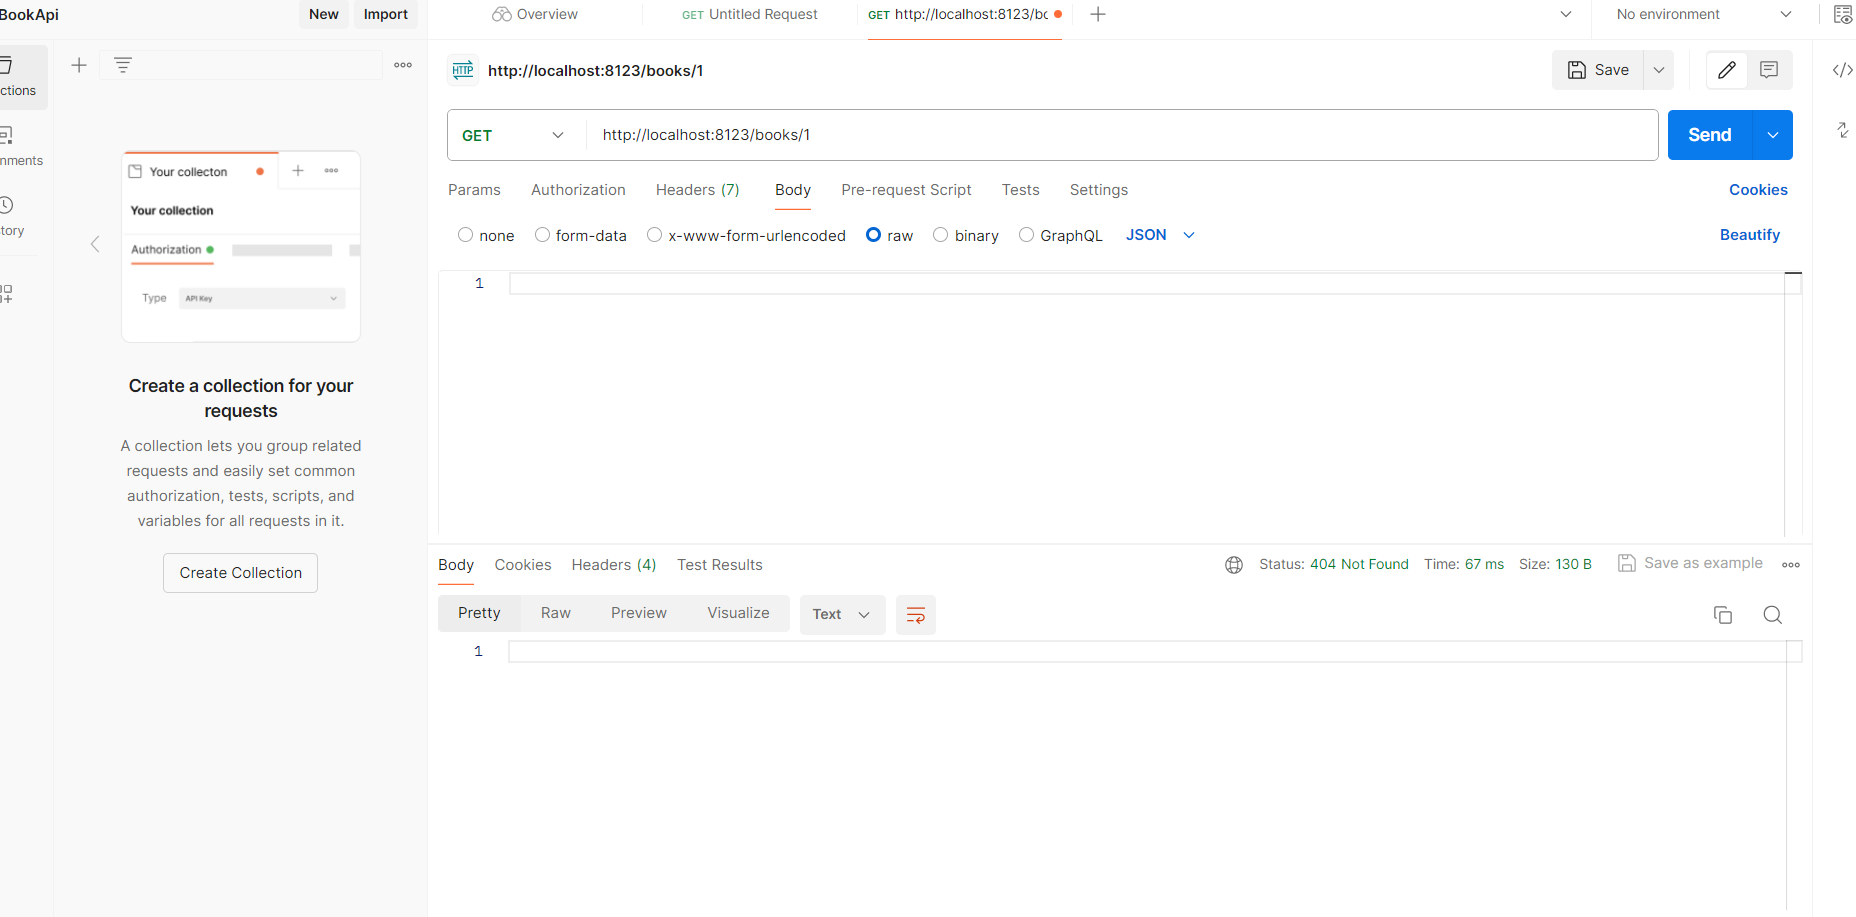 BookApi
New
Import
Overview
GET Untitled Request
GET http://localhost:8123/bc
No environment
ctions
nments
tory
Your collecton
Your collection
Authorization
Type
API Key
Create a collection for your
requests
A collection lets you group related
requests and easily set common
authorization, tests, scripts, and
variables for all requests in it.
Create Collection
HTTP
http://localhost:8123/books/1
Save
GET
http://localhost:8123/books/1
Send
Params
Authorization
Headers (7)
Body
Pre-request Script
Tests
Settings
Cookies
none
form-data
x-www-form-urlencoded
raw
binary
GraphQL
JSON
Beautify
1
Body
Cookies
Headers (4)
Test Results
Status: 404 Not Found
Time: 67 ms
Size: 130 B
Save as example
Pretty
Raw
Preview
Visualize
Text
1